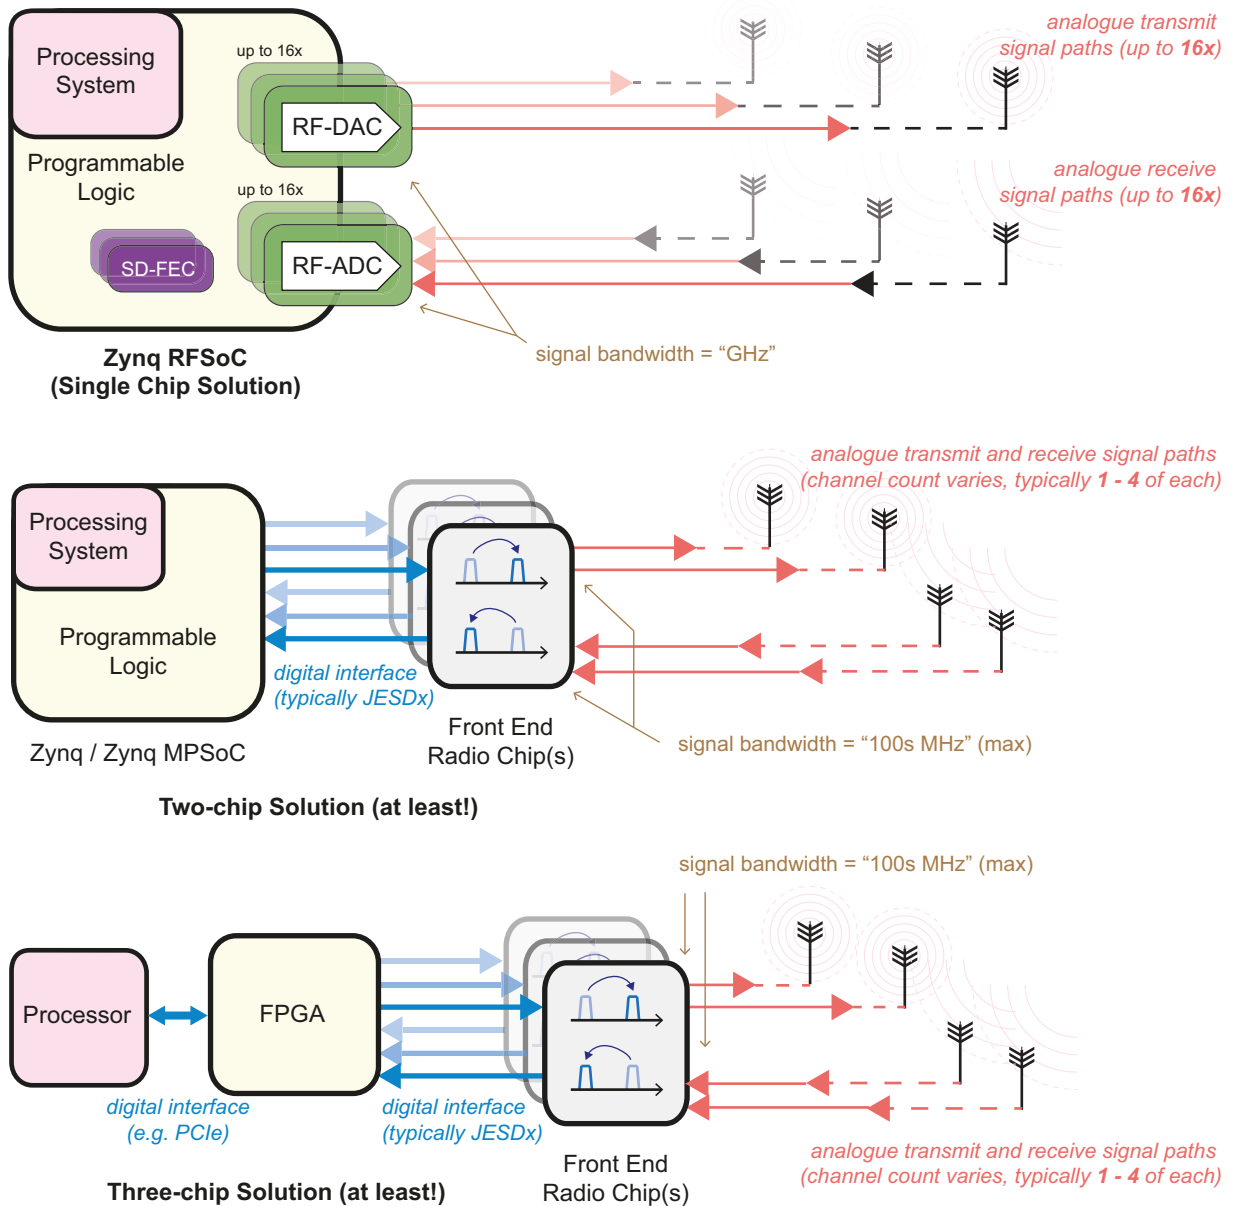 Processing
System
up to 16x
RF-DAC
analogue transmit
signal paths (up to 16x)
Programmable
Logic
up to 16x
RF-ADC
SD-FEC
analogue receive
signal paths (up to 16x)
signal bandwidth = “GHz”
Zynq RFSoC
(Single Chip Solution)
analogue transmit and receive signal paths
(channel count varies, typically 1 - 4 of each)
Processing
System
Programmable
Logic
digital interface
(typically JESDx)
Front End
Radio Chip(s)
signal bandwidth = “100s MHz” (max)
Zynq / Zynq MPSoC
Two-chip Solution (at least!)
signal bandwidth = “100s MHz” (max)
Processor
FPGA
digital interface
(e.g. PCIe)
digital interface
(typically JESDx)
Front End
Radio Chip(s)
analogue transmit and receive signal paths
(channel count varies, typically 1 - 4 of each)
Three-chip Solution (at least!)